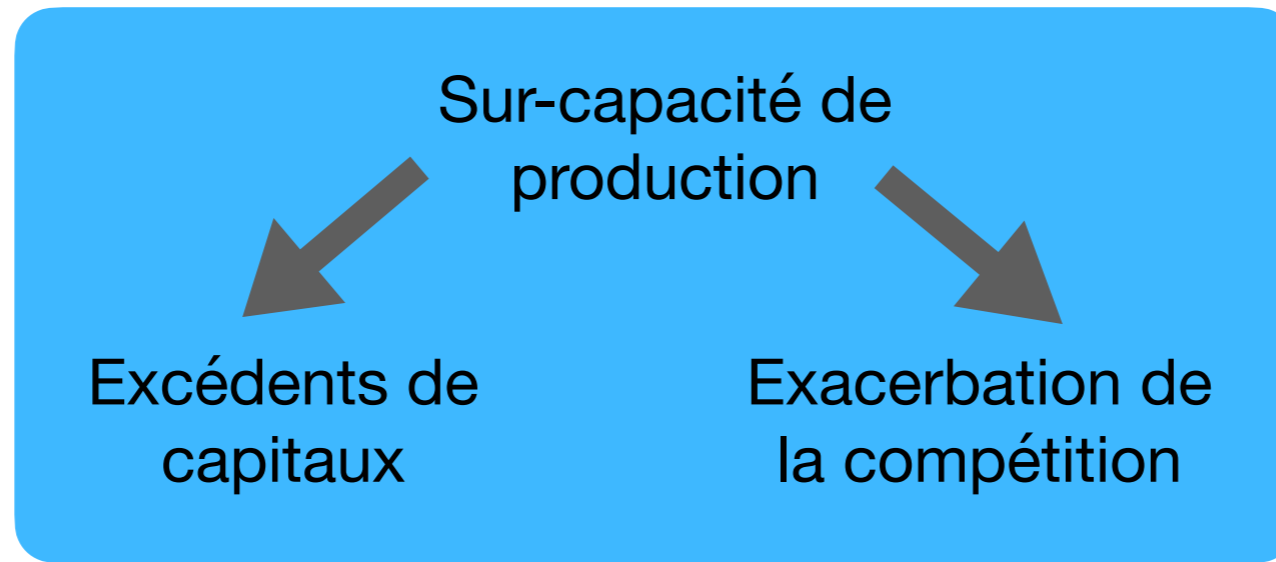 Sur-capacité de
production
Excédents de
capitaux
Exacerbation de
la compétition